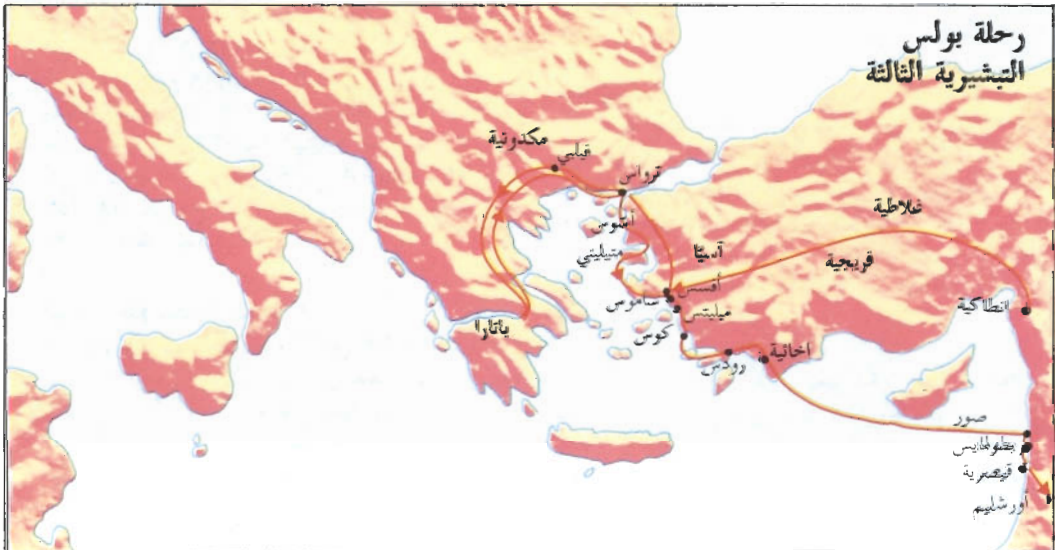 رحلة بولس
التبشيرية الثالثة
مكدونية
فيلبي
ترواس
أسوس
غلاطية
متيليني
آسيا
فريجية
أفسس
ساموس
انطاكية
ميليتس
ياتارا
كوس
اخائية
رودس
صور
بطولمايس
قيصرية
أورشليم